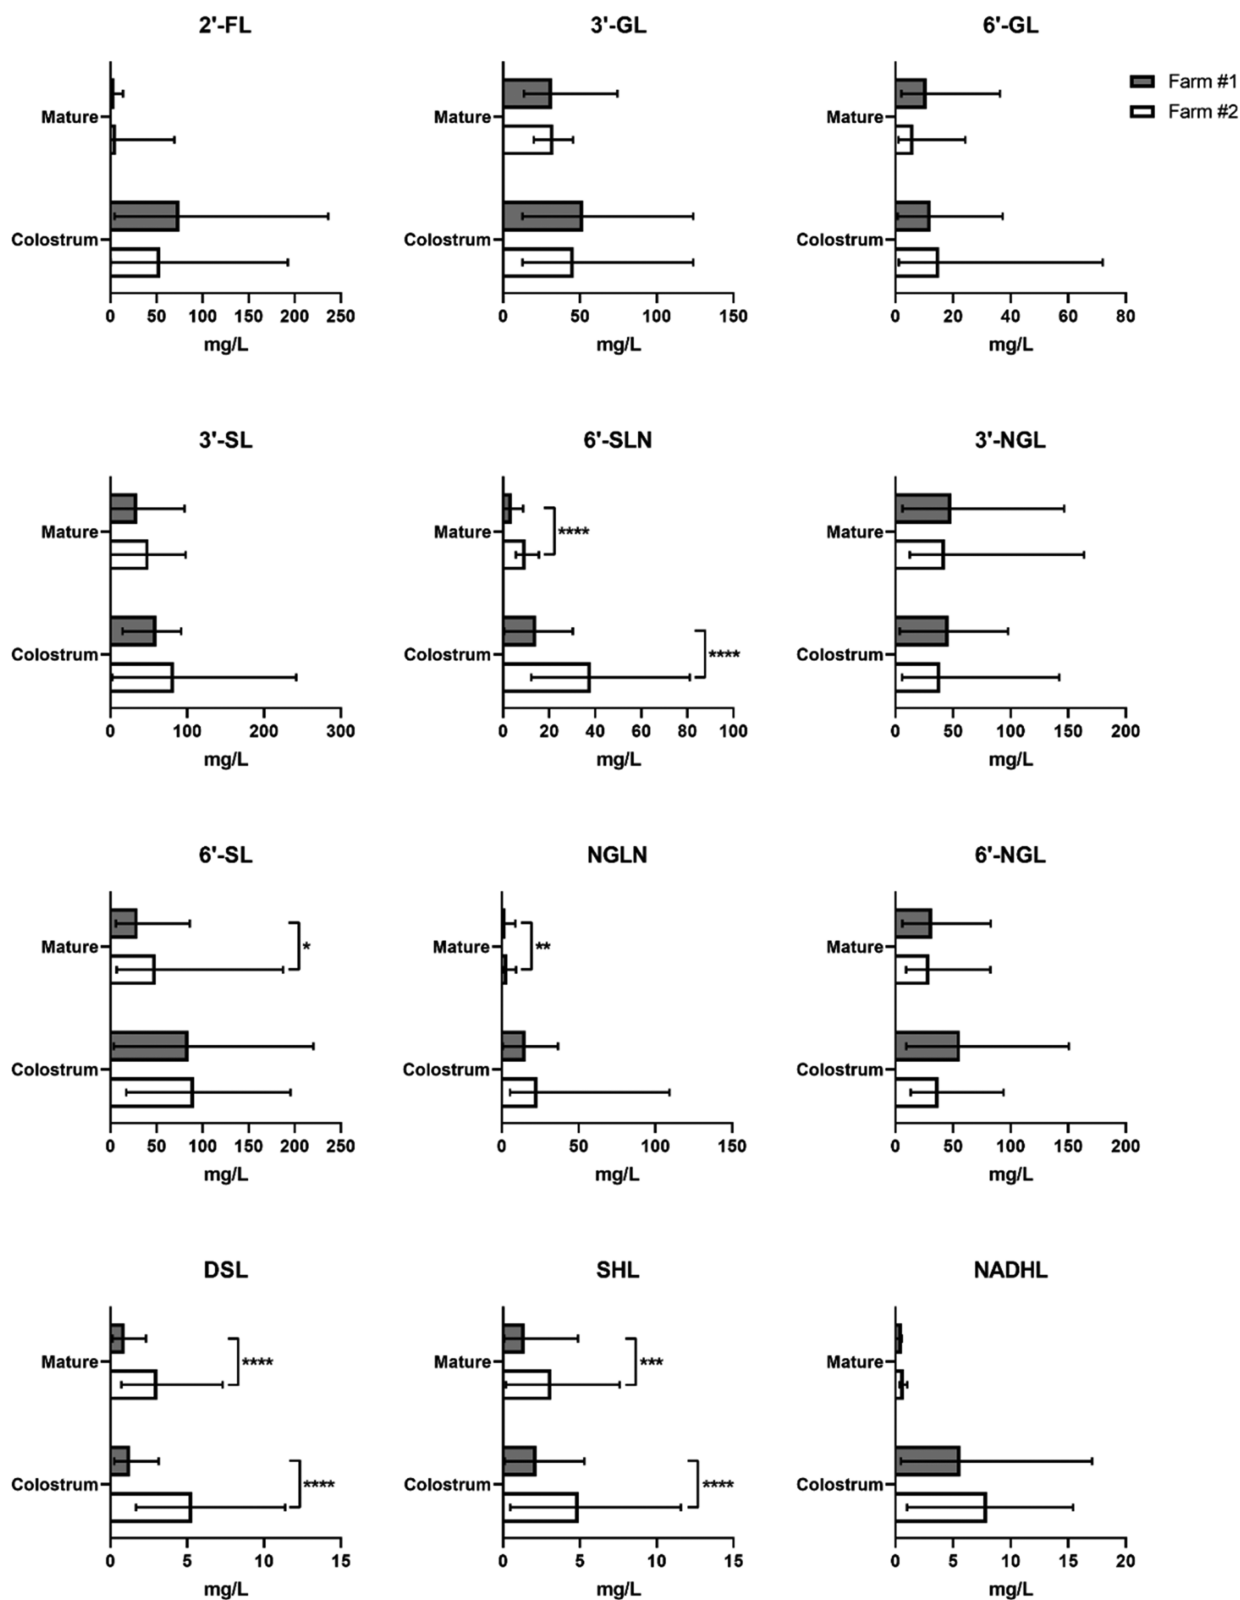 2'-FL
3'-GL
6'-GL
Farm #1
Farm #2
Mature
Colostrum
0 50 100 150 200 250
mg/L
Mature
Colostrum
0 50 100 150
mg/L
Mature
Colostrum
0 20 40 60 80
mg/L
3'-SL
6'-SLN
3'-NGL
Mature
Colostrum
0 100 200 300
mg/L
Mature
****
Colostrum
****
0 20 40 60 80 100
mg/L
Mature
Colostrum
0 50 100 150 200
mg/L
6'-SL
NGLN
6'-NGL
Mature
*
Colostrum
0 50 100 150 200 250
mg/L
Mature
**
Colostrum
0 50 100 150
mg/L
Mature
Colostrum
0 50 100 150 200
mg/L
DSL
SHL
NADHL
Mature
****
Colostrum
****
0 5 10 15
mg/L
Mature
***
Colostrum
****
0 5 10 15
mg/L
Mature
Colostrum
0 5 10 15 20
mg/L